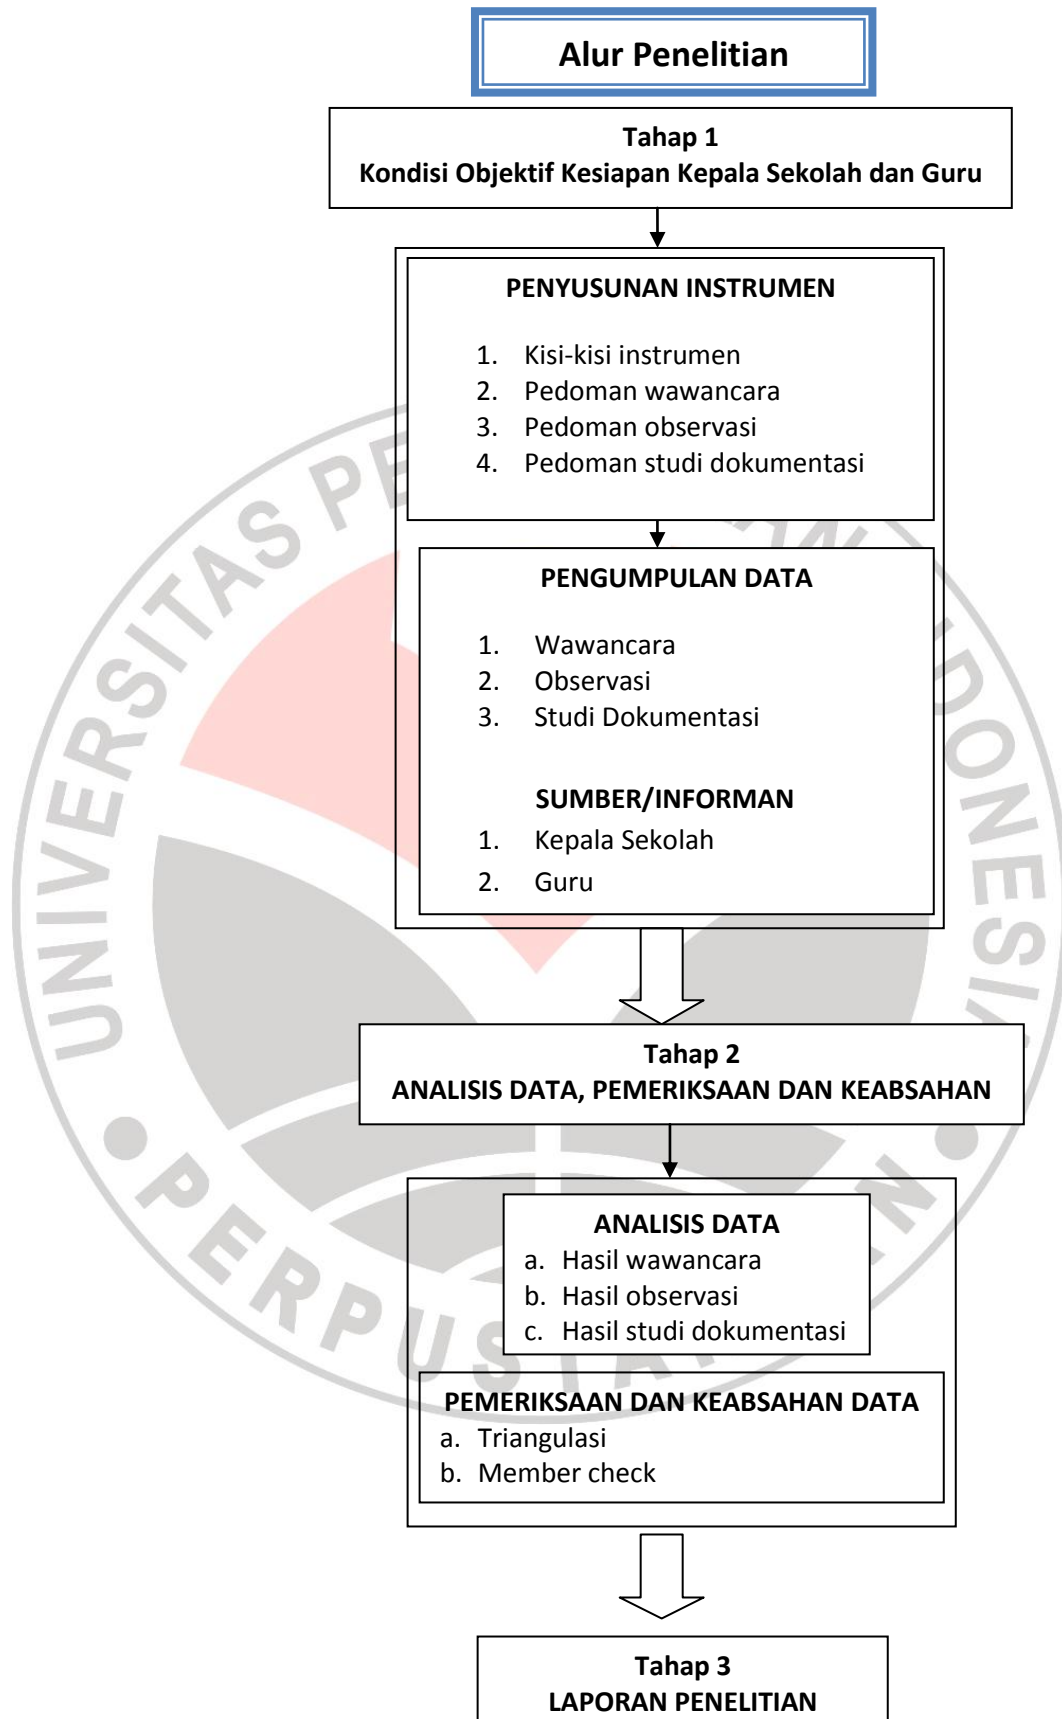 Alur Penelitian
Tahap 1
Kondisi Objektif Kesiapan Kepala Sekolah dan Guru
PENYUSUNAN INSTRUMEN
1. Kisi-kisi instrumen
2. Pedoman wawancara
3. Pedoman observasi
4. Pedoman studi dokumentasi
PENGUMPULAN DATA
1. Wawancara
2. Observasi
3. Studi Dokumentasi
SUMBER/INFORMAN
1. Kepala Sekolah
2. Guru
Tahap 2
ANALISIS DATA, PEMERIKSAAN DAN KEABSAHAN
ANALISIS DATA
a. Hasil wawancara
b. Hasil observasi
c. Hasil studi dokumentasi
PEMERIKSAAN DAN KEABSAHAN DATA
a. Triangulasi
b. Member check
Tahap 3
LAPORAN PENELITIAN
UNIVERSITAS